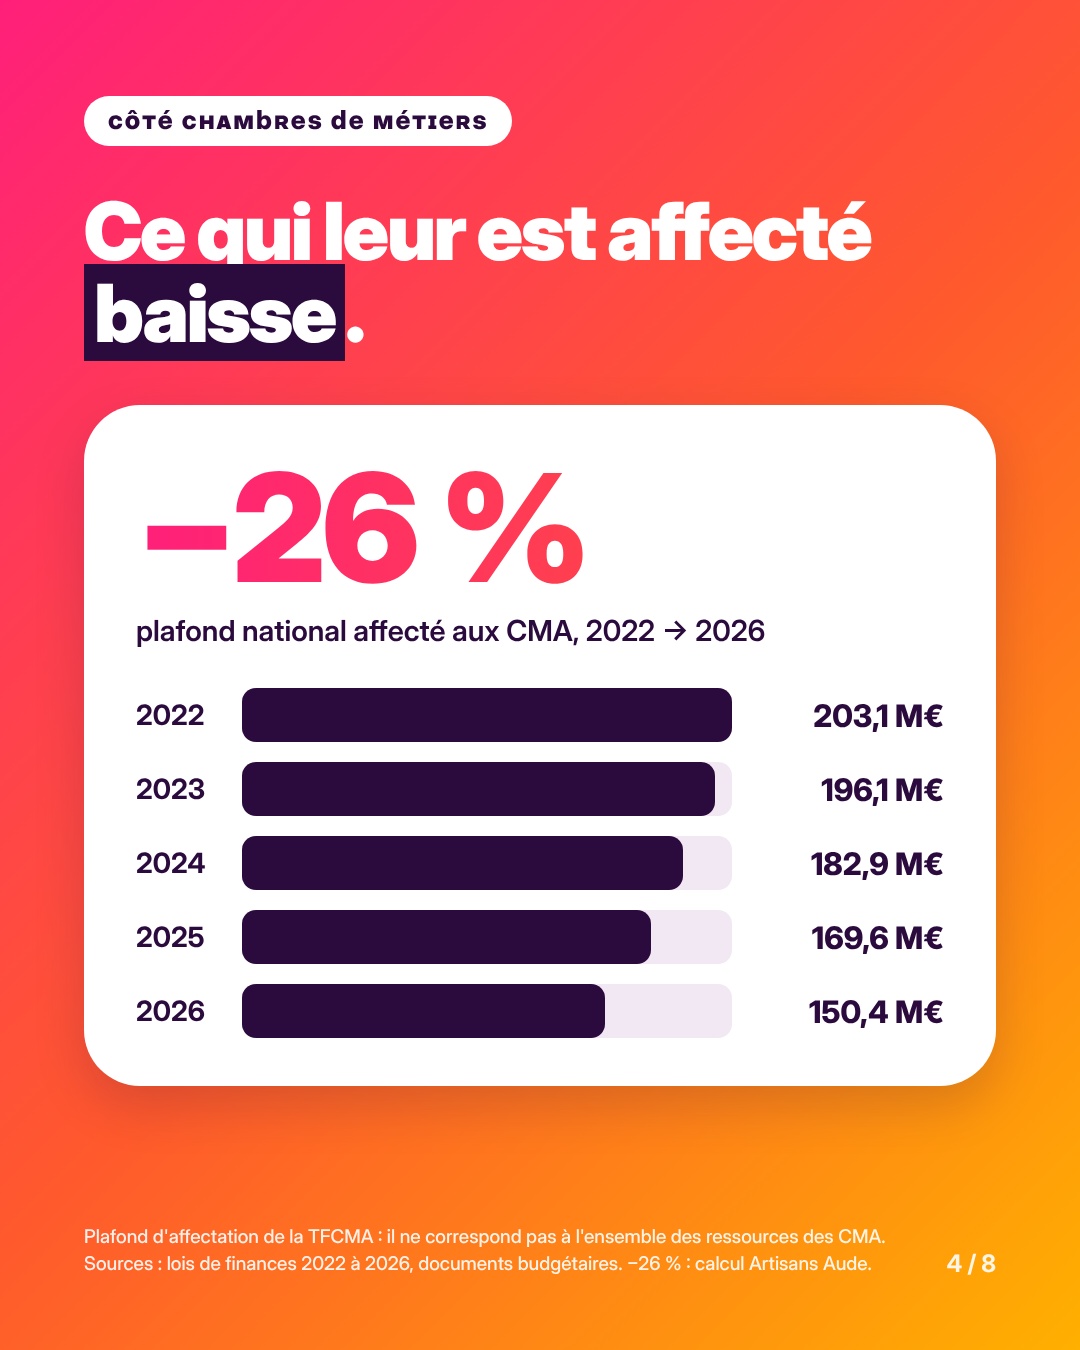 CÔTÉ CHAMBRES DE MÉTIERS
Ce qui leur est affecté
baisse.
−26 %
plafond national affecté aux CMA, 2022 → 2026
2022 203,1 M€
2023 196,1 M€
2024 182,9 M€
2025 169,6 M€
2026 150,4 M€
Plafond d'affectation de la TFCMA : il ne correspond pas à l'ensemble des ressources des CMA.
Sources : lois de finances 2022 à 2026, documents budgétaires. −26 % : calcul Artisans Aude.
4 / 8